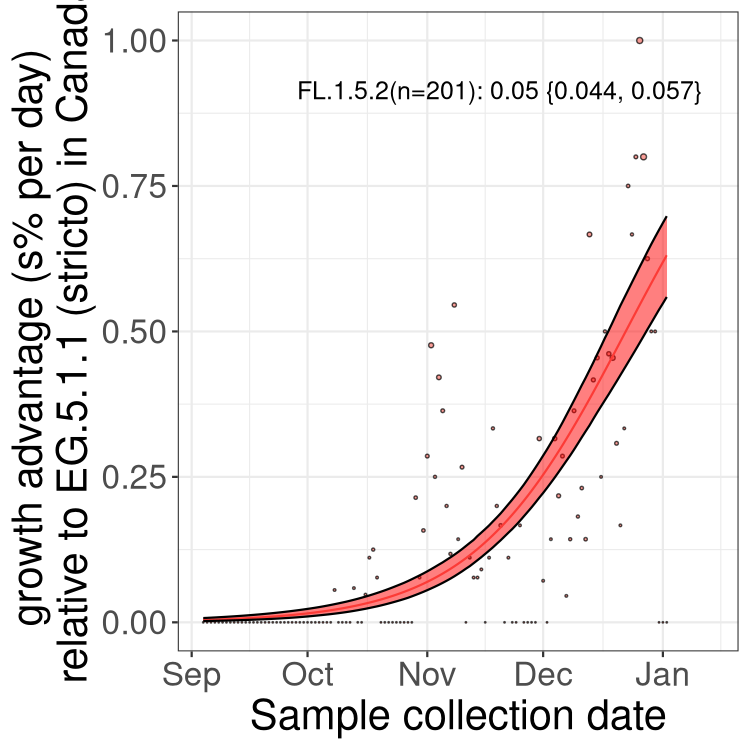 growth advantage (s% per day)
relative to EG.5.1.1 (stricto) in Canada
1.00
0.75
0.50
0.25
0.00
FL.1.5.2(n=201): 0.05 {0.044, 0.057}
Sep Oct Nov Dec Jan
Sample collection date